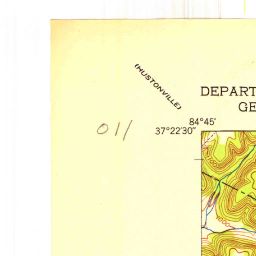 (HUSTONVILLE)
DEPART
GE
84°45'
37°22'30"
011